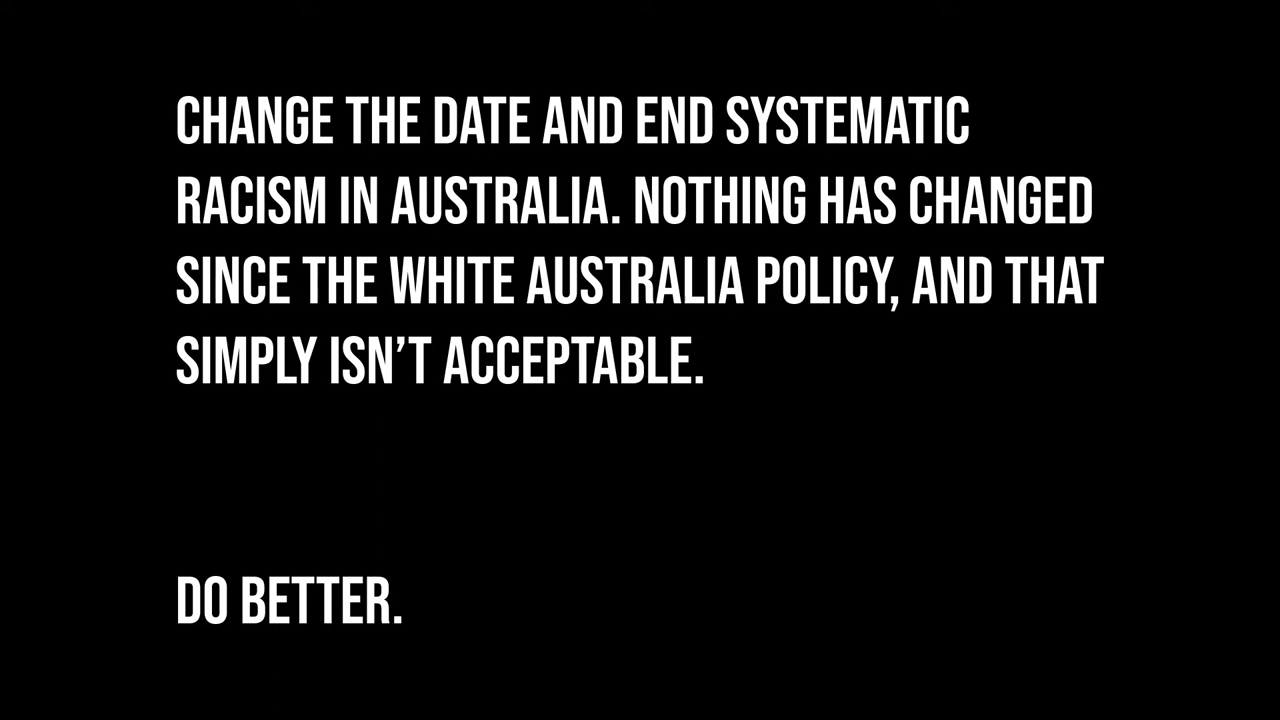 CHANGE THE DATE AND END SYSTEMATIC
RACISM IN AUSTRALIA. NOTHING HAS CHANGED
SINCE THE WHITE AUSTRALIA POLICY, AND THAT
SIMPLY ISN’T ACCEPTABLE.
DO BETTER.